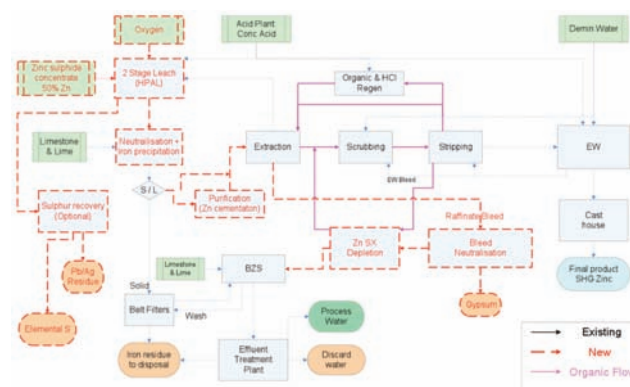 Oxygen
Acid Plant
Conc Acid
Demin Water
Zinc sulphide
concentrate
50% Zn
2 Stage Leach
(HPAL)
Organic & HCl
Regen
Limestone
& Lime
Neutralisation +
Iron precipitation
Extraction
Scrubbing
Stripping
EW
S / L
EW Bleed
Sulphur recovery
(Optional)
Purification
(Zn cementaton)
Raffinate Bleed
Cast
house
Zn SX
Depletion
Bleed
Neutralisation
Pb/Ag
Residue
Limestone
& Lime
BZS
Final product
SHG Zinc
Solid
Elemental S
Belt Filters
Wash
Process
Water
Gypsum
Iron residue
to disposal
Effluent
Treatment
Plant
Discard
water
Existing
New
Organic Flow